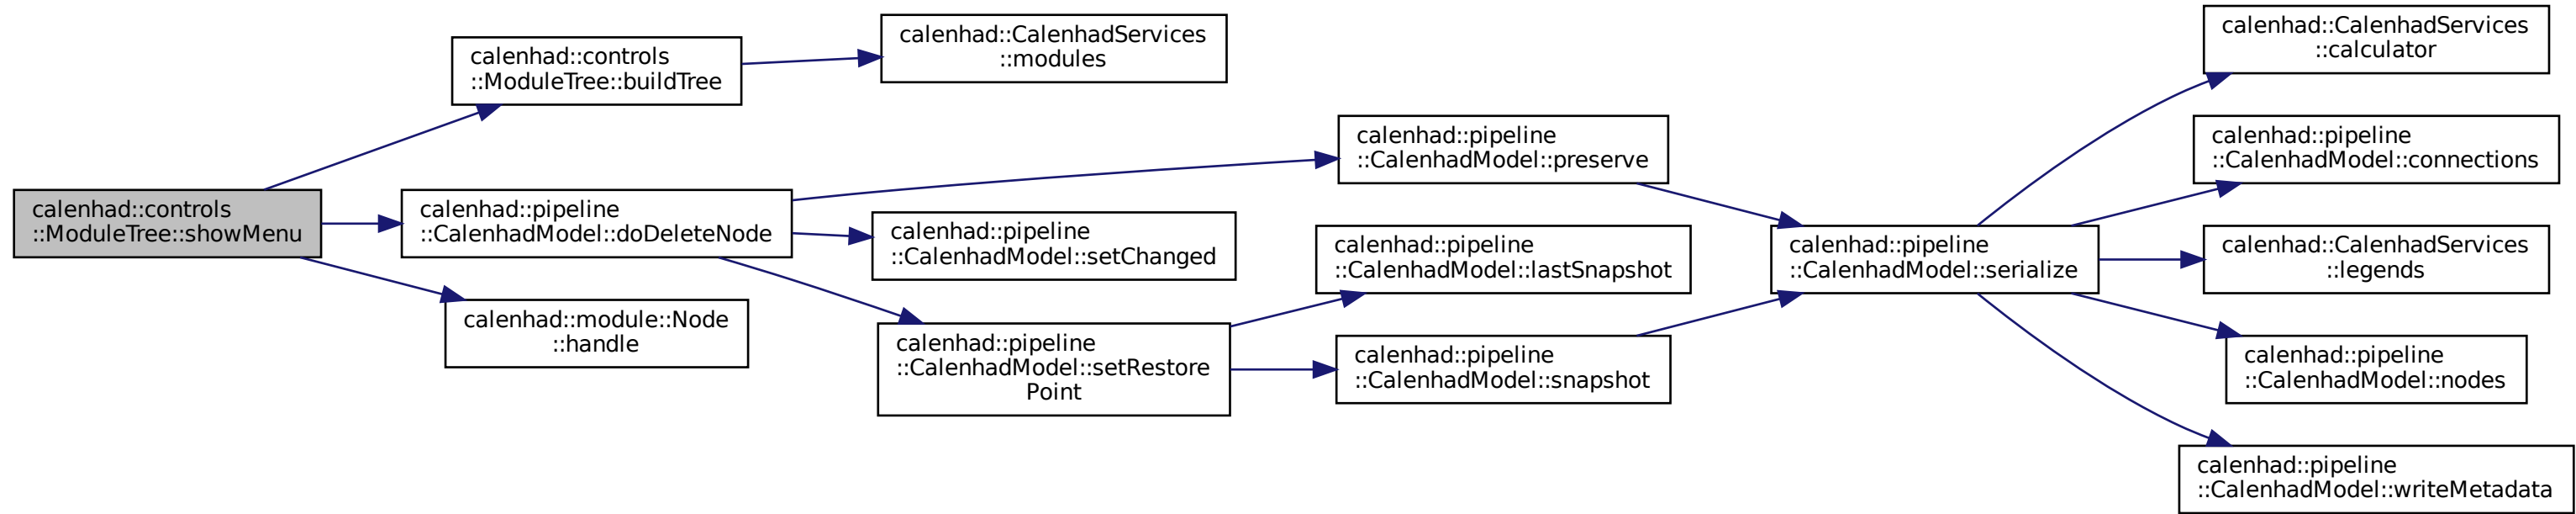 calenhad::controls
::ModuleTree::showMenu
calenhad::controls
::ModuleTree::buildTree
calenhad::CalenhadServices
::modules
calenhad::pipeline
::CalenhadModel::doDeleteNode
calenhad::pipeline
::CalenhadModel::preserve
calenhad::pipeline
::CalenhadModel::setChanged
calenhad::pipeline
::CalenhadModel::setRestore
Point
calenhad::pipeline
::CalenhadModel::lastSnapshot
calenhad::pipeline
::CalenhadModel::snapshot
calenhad::pipeline
::CalenhadModel::serialize
calenhad::CalenhadServices
::calculator
calenhad::pipeline
::CalenhadModel::connections
calenhad::CalenhadServices
::legends
calenhad::pipeline
::CalenhadModel::nodes
calenhad::pipeline
::CalenhadModel::writeMetadata
calenhad::module::Node
::handle